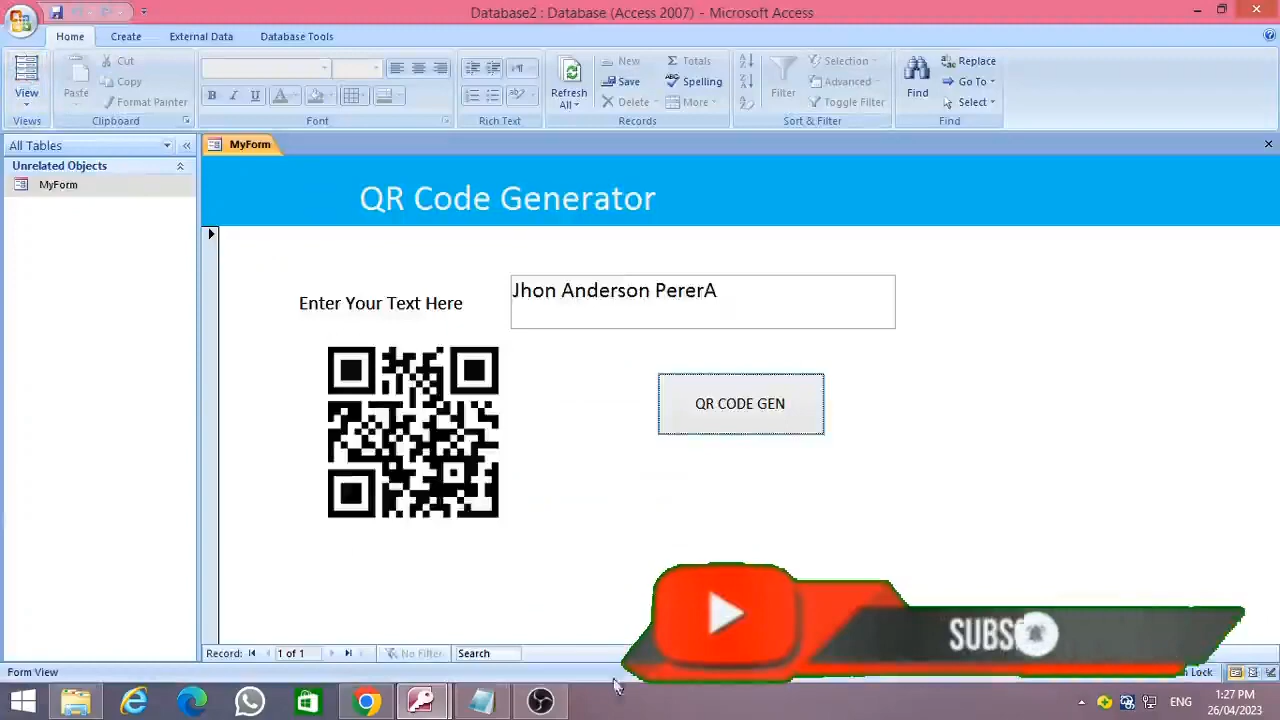 Database2 : Database (Access 2007) - Microsoft Access
Home Create External Data Database Tools
View
Views
Paste
Cut
Copy
Format Painter
Clipboard
B I U A
Font
Rich Text
Refresh All
New
Save
Delete
Totals
Spelling
More
Records
Filter
Selection
Advanced
Toggle Filter
Sort & Filter
Find
Replace
Go To
Select
Find
All Tables
Unrelated Objects
MyForm
MyForm
QR Code Generator
Enter Your Text Here
Jhon Anderson PererA
QR CODE GEN
SUBS
Record: 1 of 1 No Filter Search
Form View
Lock
ENG
1:27 PM
26/04/2023